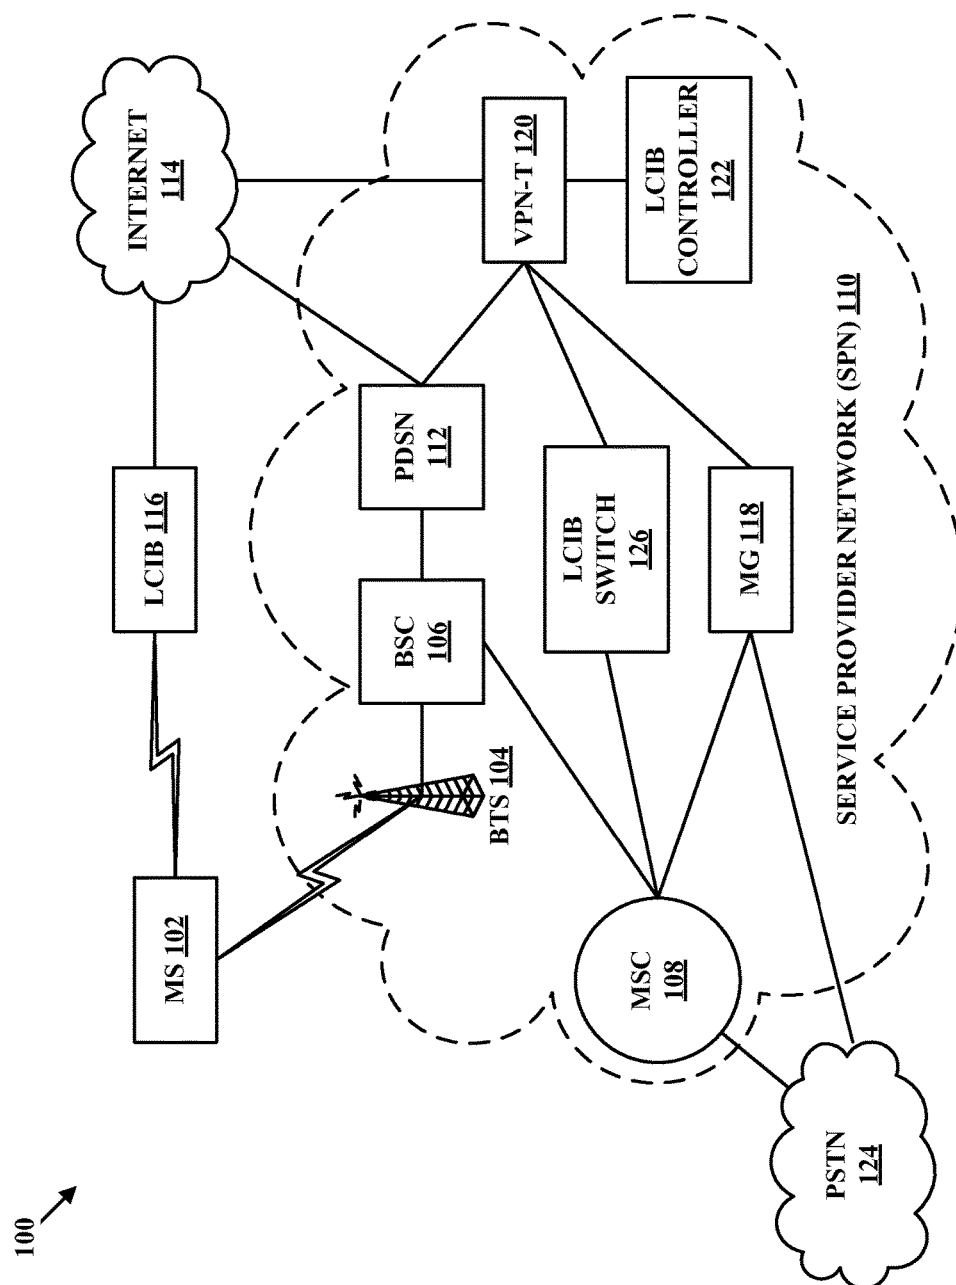 100
MS 102
LCIB 116
INTERNET
114
BTS 104
BSC
106
PDSN
112
VPN-T 120
LCIB
CONTROLLER
122
MSC
108
LCIB
SWITCH
126
MG 118
PSTN
124
SERVICE PROVIDER NETWORK (SPN) 110